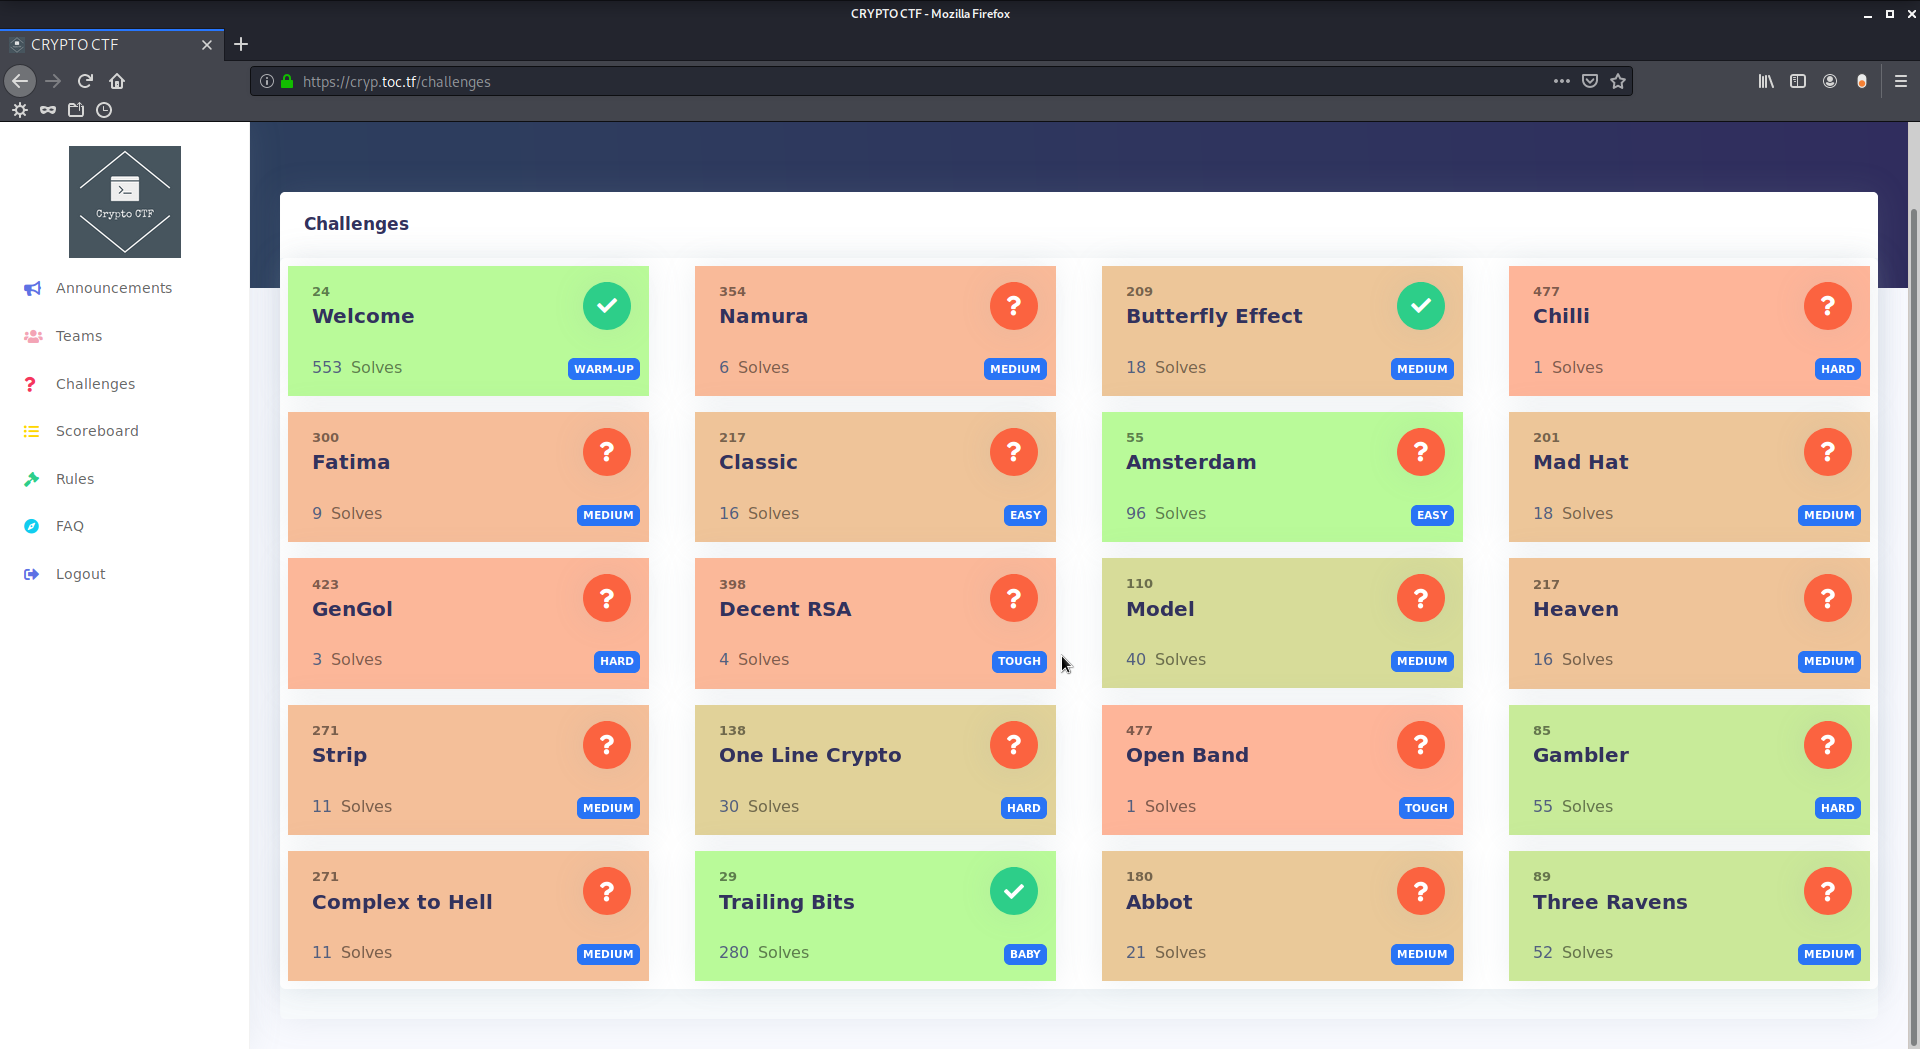 CRYPTO CTF - Mozilla Firefox
CRYPTO CTF
https://cryp.toc.tf/challenges
>_
Crypto CTF
Announcements
Teams
Challenges
Scoreboard
Rules
FAQ
Logout
Challenges
24
Welcome
553 Solves
WARM-UP
354
Namura
6 Solves
MEDIUM
209
Butterfly Effect
18 Solves
MEDIUM
477
Chilli
1 Solves
HARD
300
Fatima
9 Solves
MEDIUM
217
Classic
16 Solves
EASY
55
Amsterdam
96 Solves
EASY
201
Mad Hat
18 Solves
MEDIUM
423
GenGol
3 Solves
HARD
398
Decent RSA
4 Solves
TOUGH
110
Model
40 Solves
MEDIUM
217
Heaven
16 Solves
MEDIUM
271
Strip
11 Solves
MEDIUM
138
One Line Crypto
30 Solves
HARD
477
Open Band
1 Solves
TOUGH
85
Gambler
55 Solves
HARD
271
Complex to Hell
11 Solves
MEDIUM
29
Trailing Bits
280 Solves
BABY
180
Abbot
21 Solves
MEDIUM
89
Three Ravens
52 Solves
MEDIUM